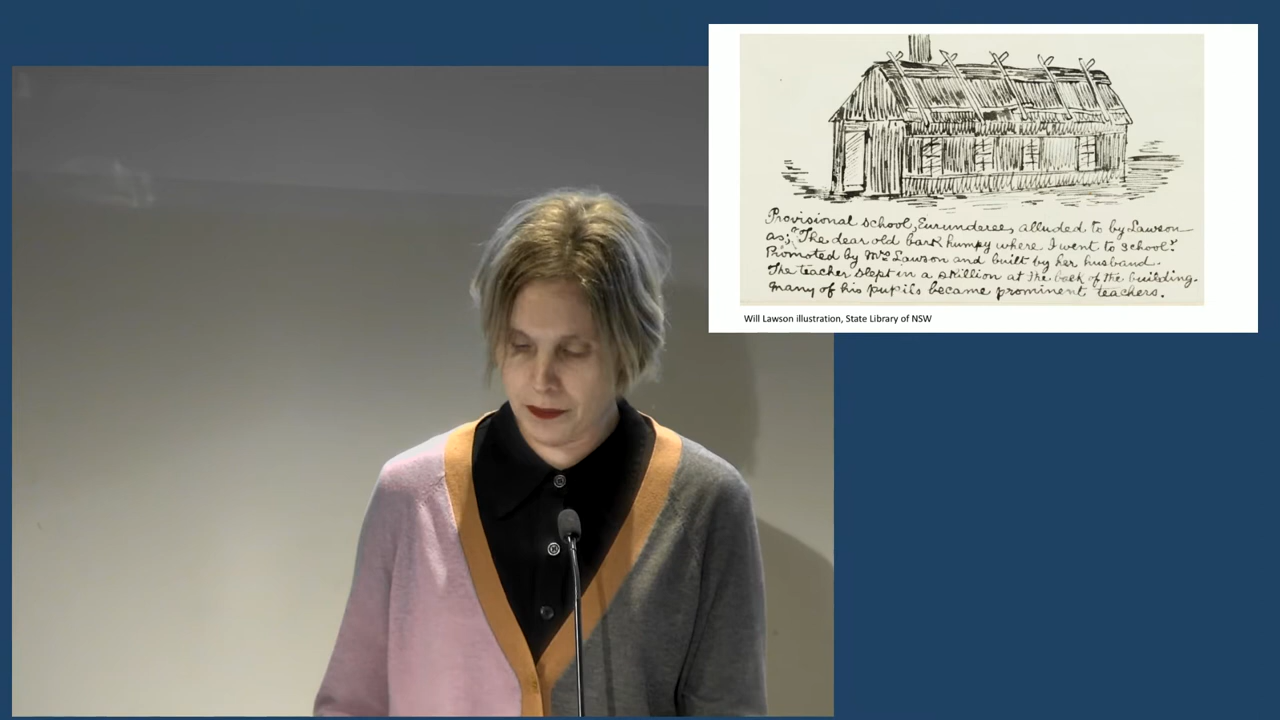 Provisional school, Eurunderee, alluded to by Lawson
as; "The dear old bark humpy where I went to school".
Promoted by Mrs Lawson and built by her husband.
The teacher slept in a skillion at the back of the building.
Many of his pupils became prominent teachers.
Will Lawson illustration, State Library of NSW